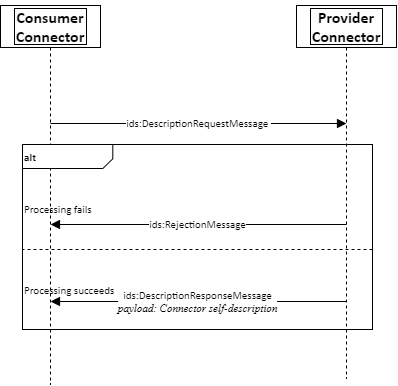 Consumer
Connector
Provider
Connector
ids:DescriptionRequestMessage
alt
Processing fails
ids:RejectionMessage
Processing succeeds
ids:DescriptionResponseMessage
payload: Connector self-description